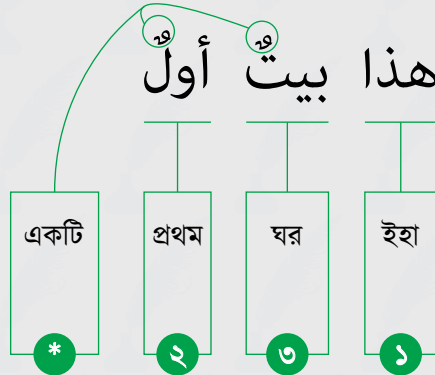 هذا بيتٌ أولٌ
একটি প্রথম ঘর ইহা
* ২ ৩ ১